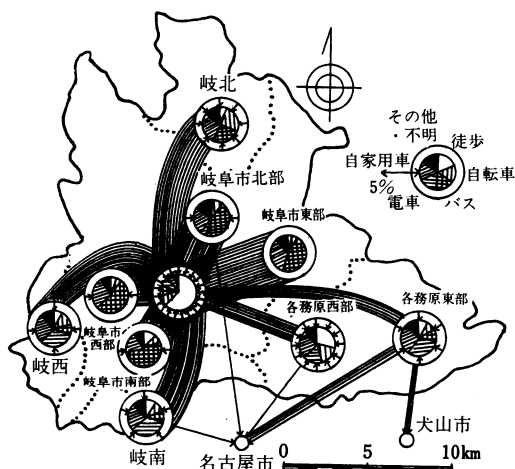 岐北
その他
・不明
徒歩
自家用車
自転車
5%
電車
バス
岐阜市北部
岐阜市東部
各務原西部
各務原東部
岐阜市
西部
岐西
岐阜市南部
岐南
名古屋市
犬山市
0 5 10km